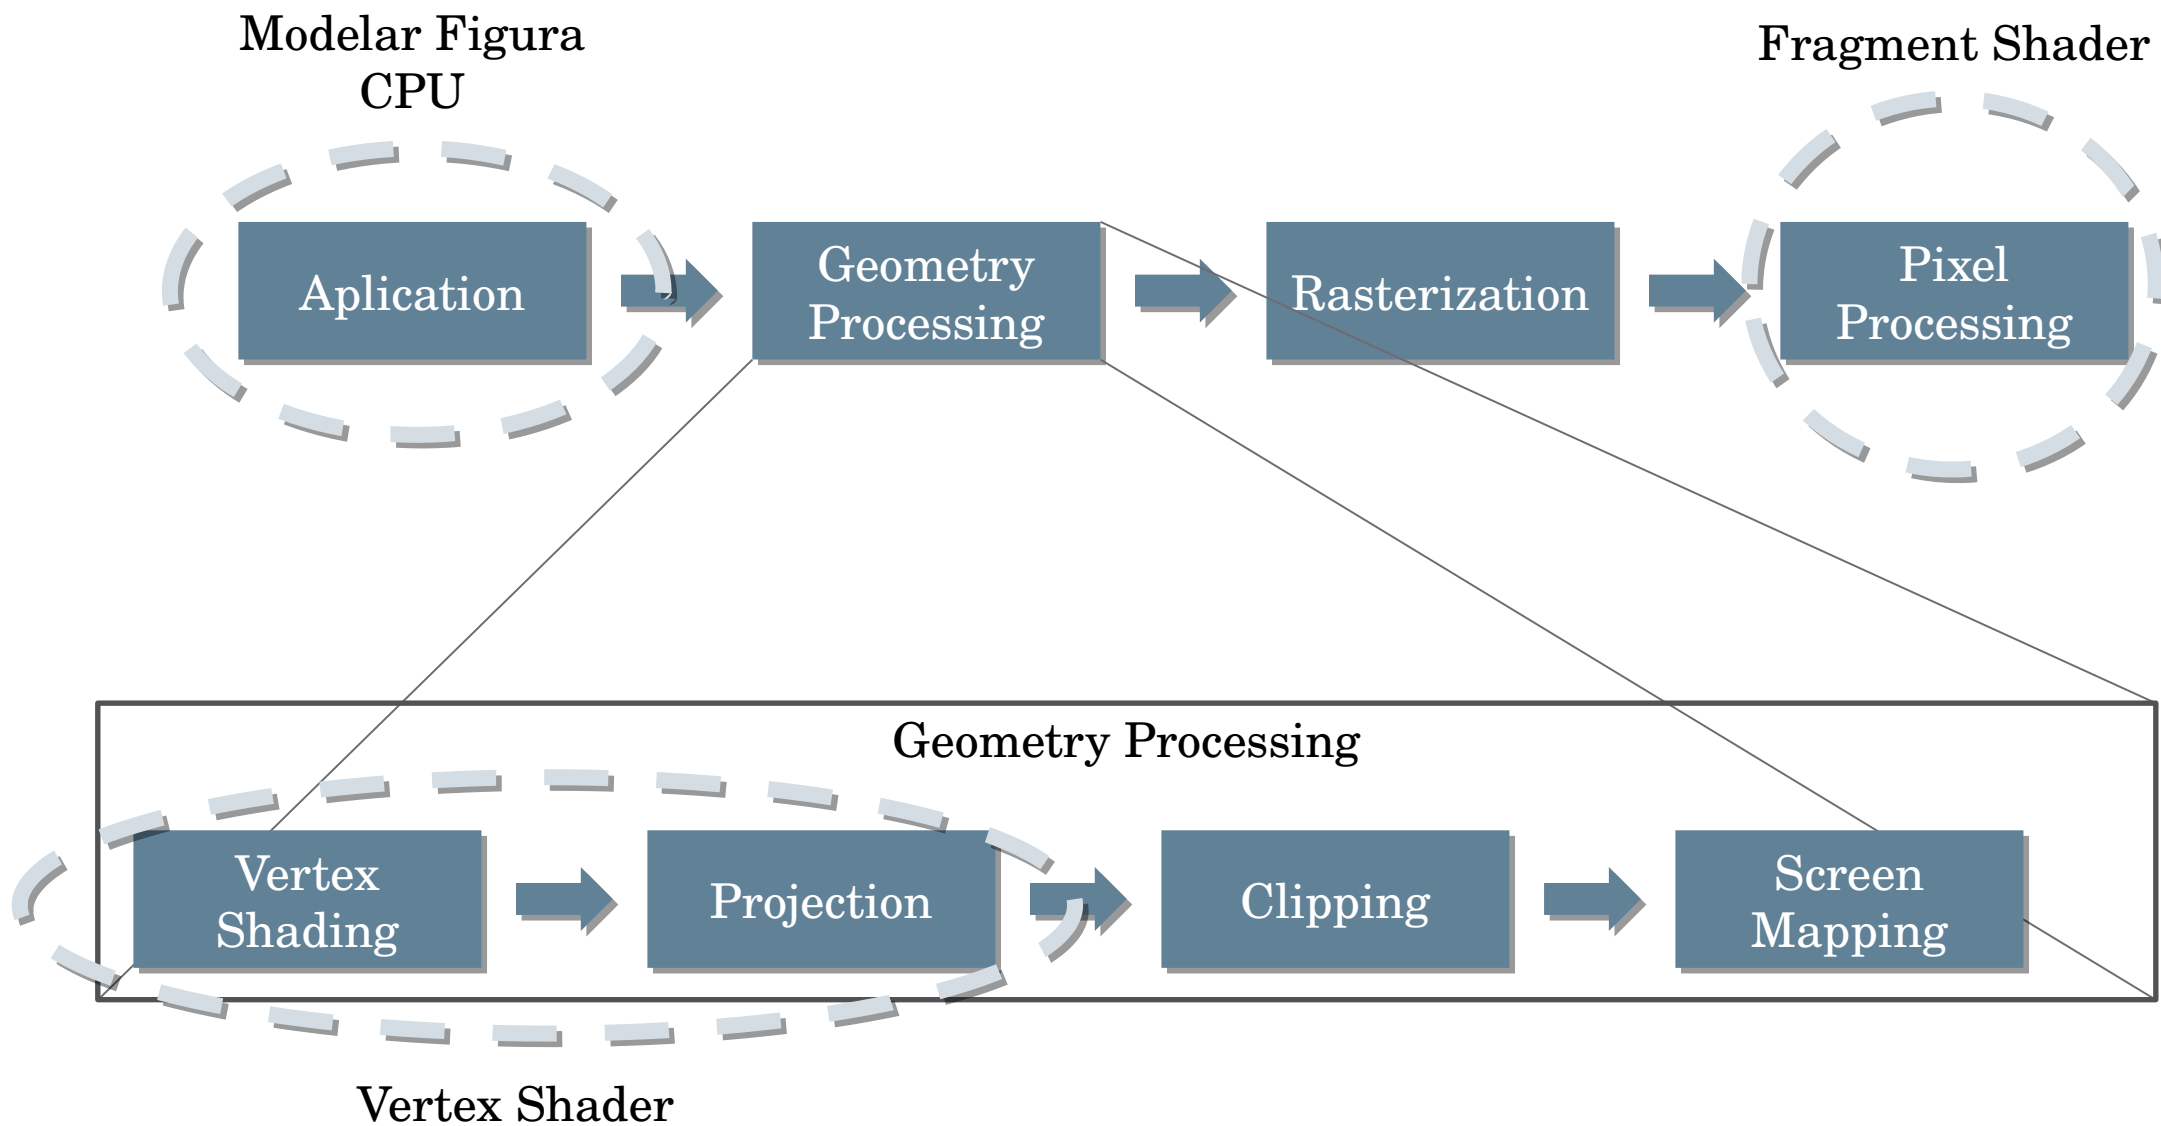 Modelar Figura
CPU
Fragment Shader
Aplication
Geometry
Processing
Rasterization
Pixel
Processing
Geometry Processing
Vertex
Shading
Projection
Clipping
Screen
Mapping
Vertex Shader